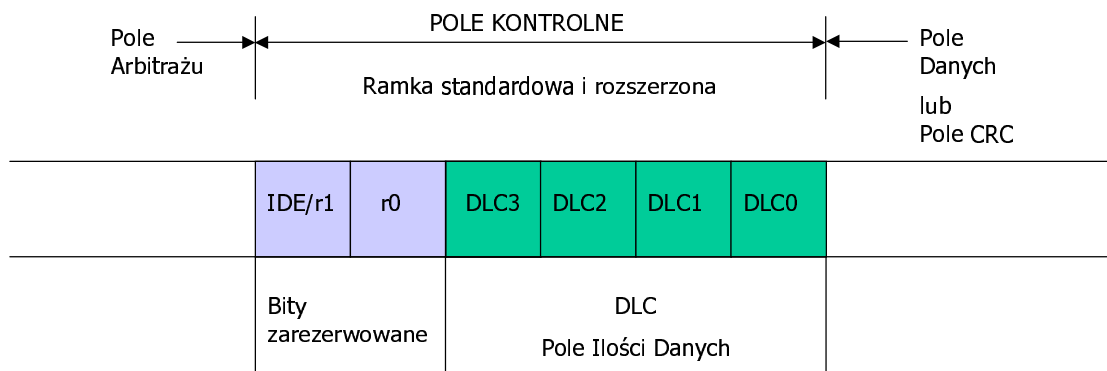 POLE KONTROLNE
Pole
Arbitrażu
Pole
Danych
lub
Pole CRC
Ramka standardowa i rozszerzona
IDE/r1
r0
DLC3
DLC2
DLC1
DLC0
Bity
zarezerwowane
DLC
Pole Ilości Danych